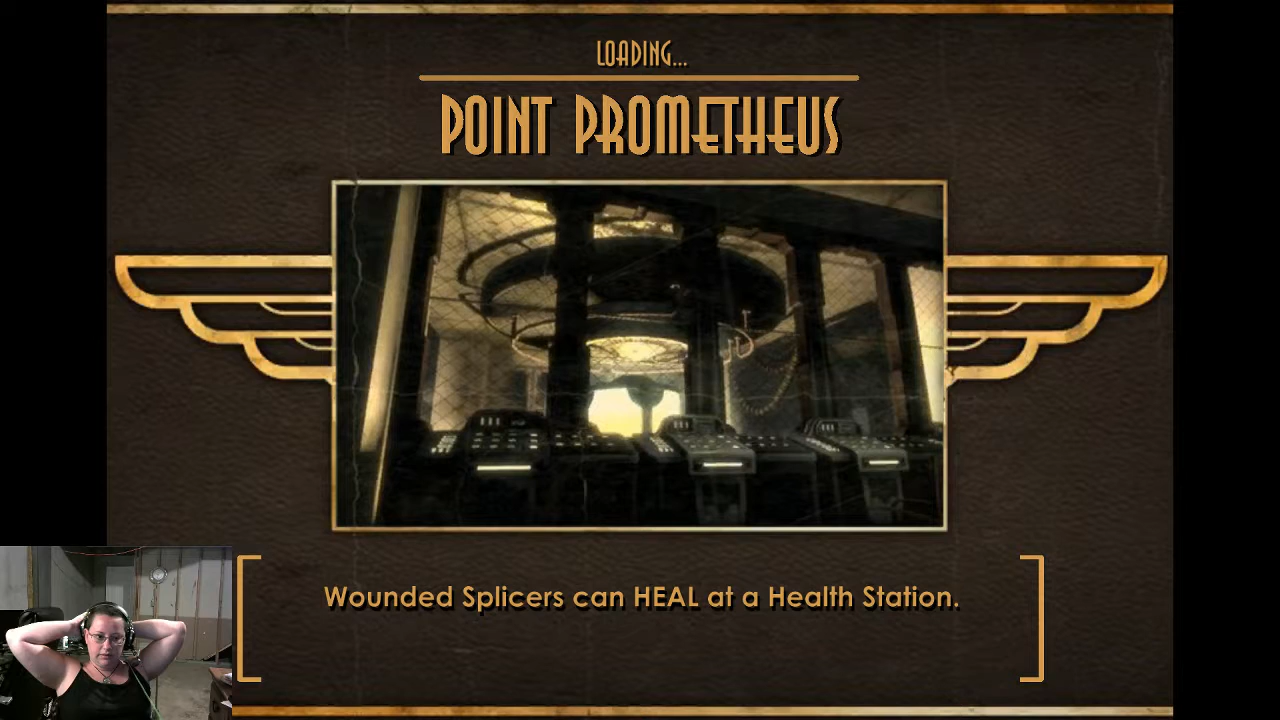 LOADING...
POINT PROMETHEUS
Wounded Splicers can HEAL at a Health Station.